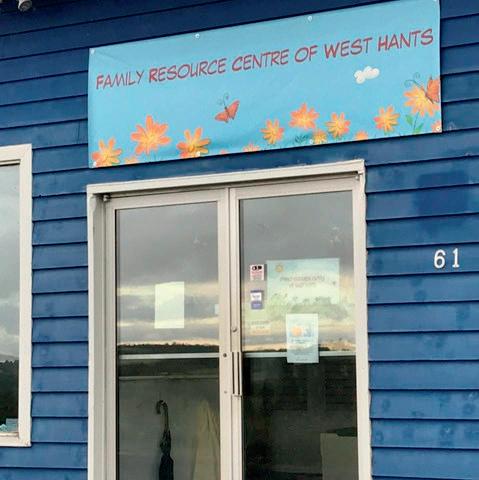 FAMILY RESOURCE CENTRE OF WEST HANTS
61